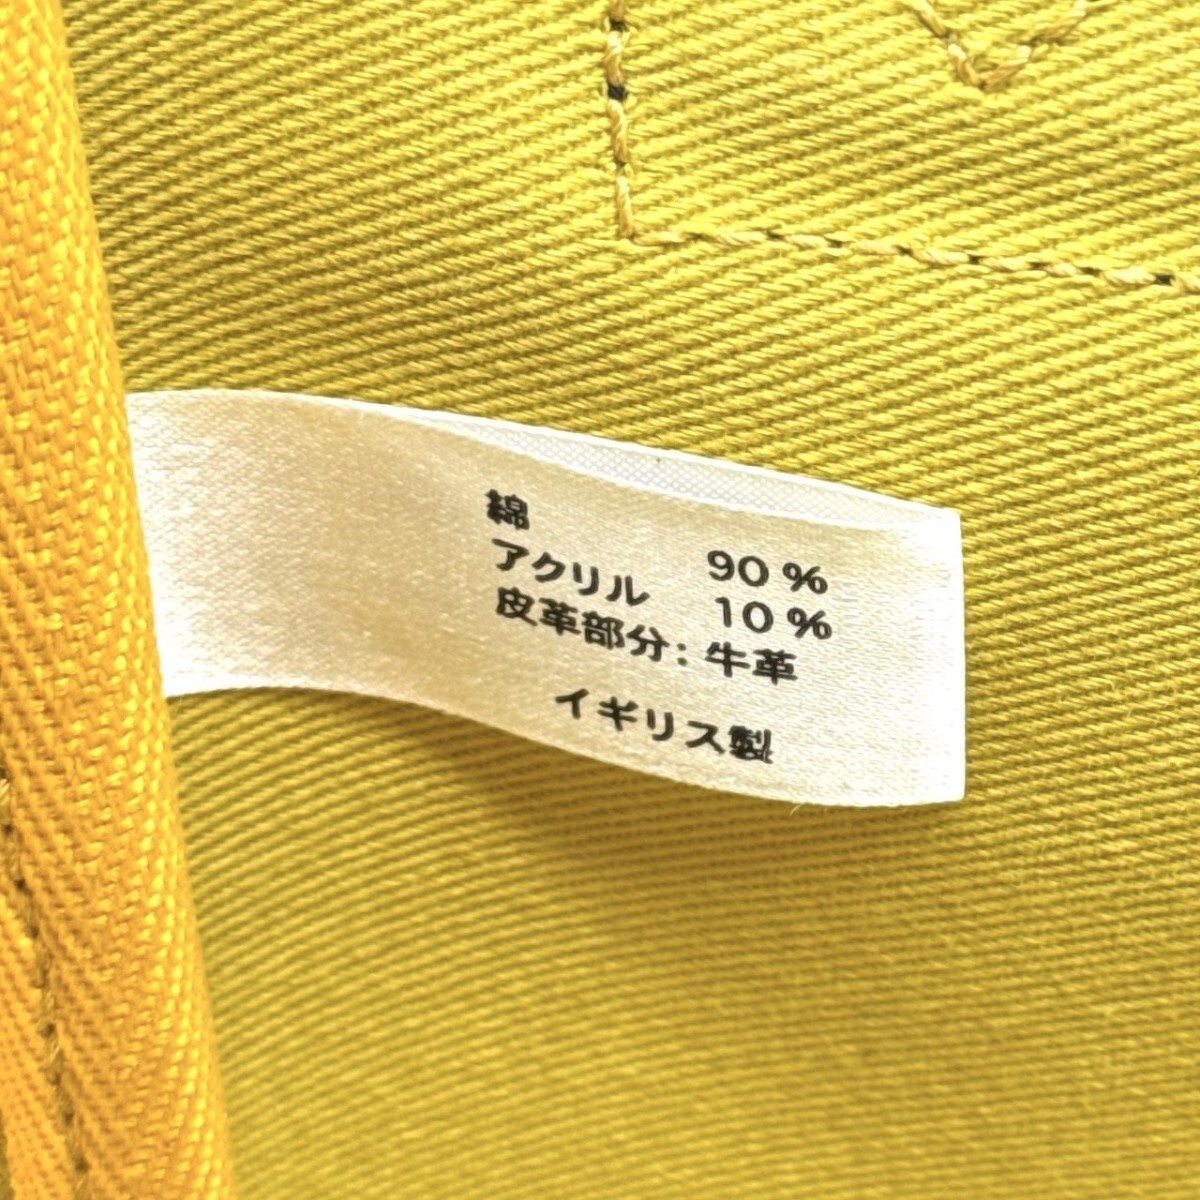 綿 90%
アクリル 10%
皮革部分: 牛革
イギリス製